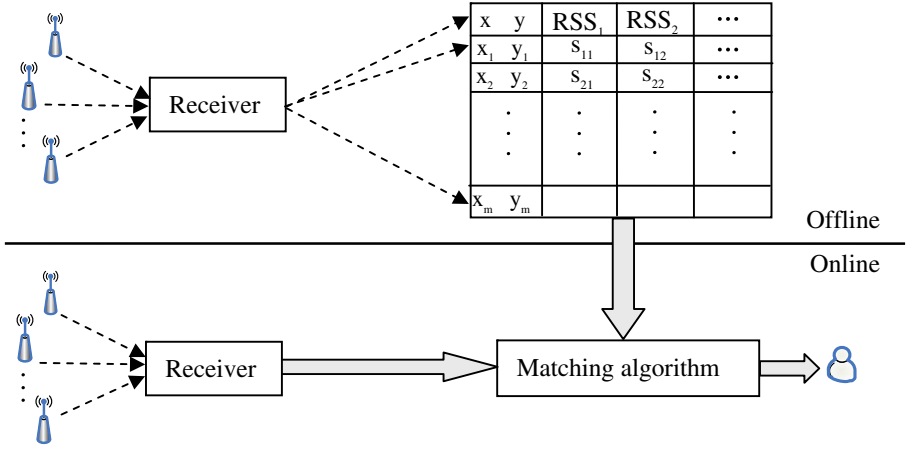 x y RSS₁ RSS₂ ...
x₁ y₁ s₁₁ s₁₂ ...
x₂ y₂ s₂₁ s₂₂ ...
Receiver
xₘ yₘ
Offline
Online
Receiver
Matching algorithm